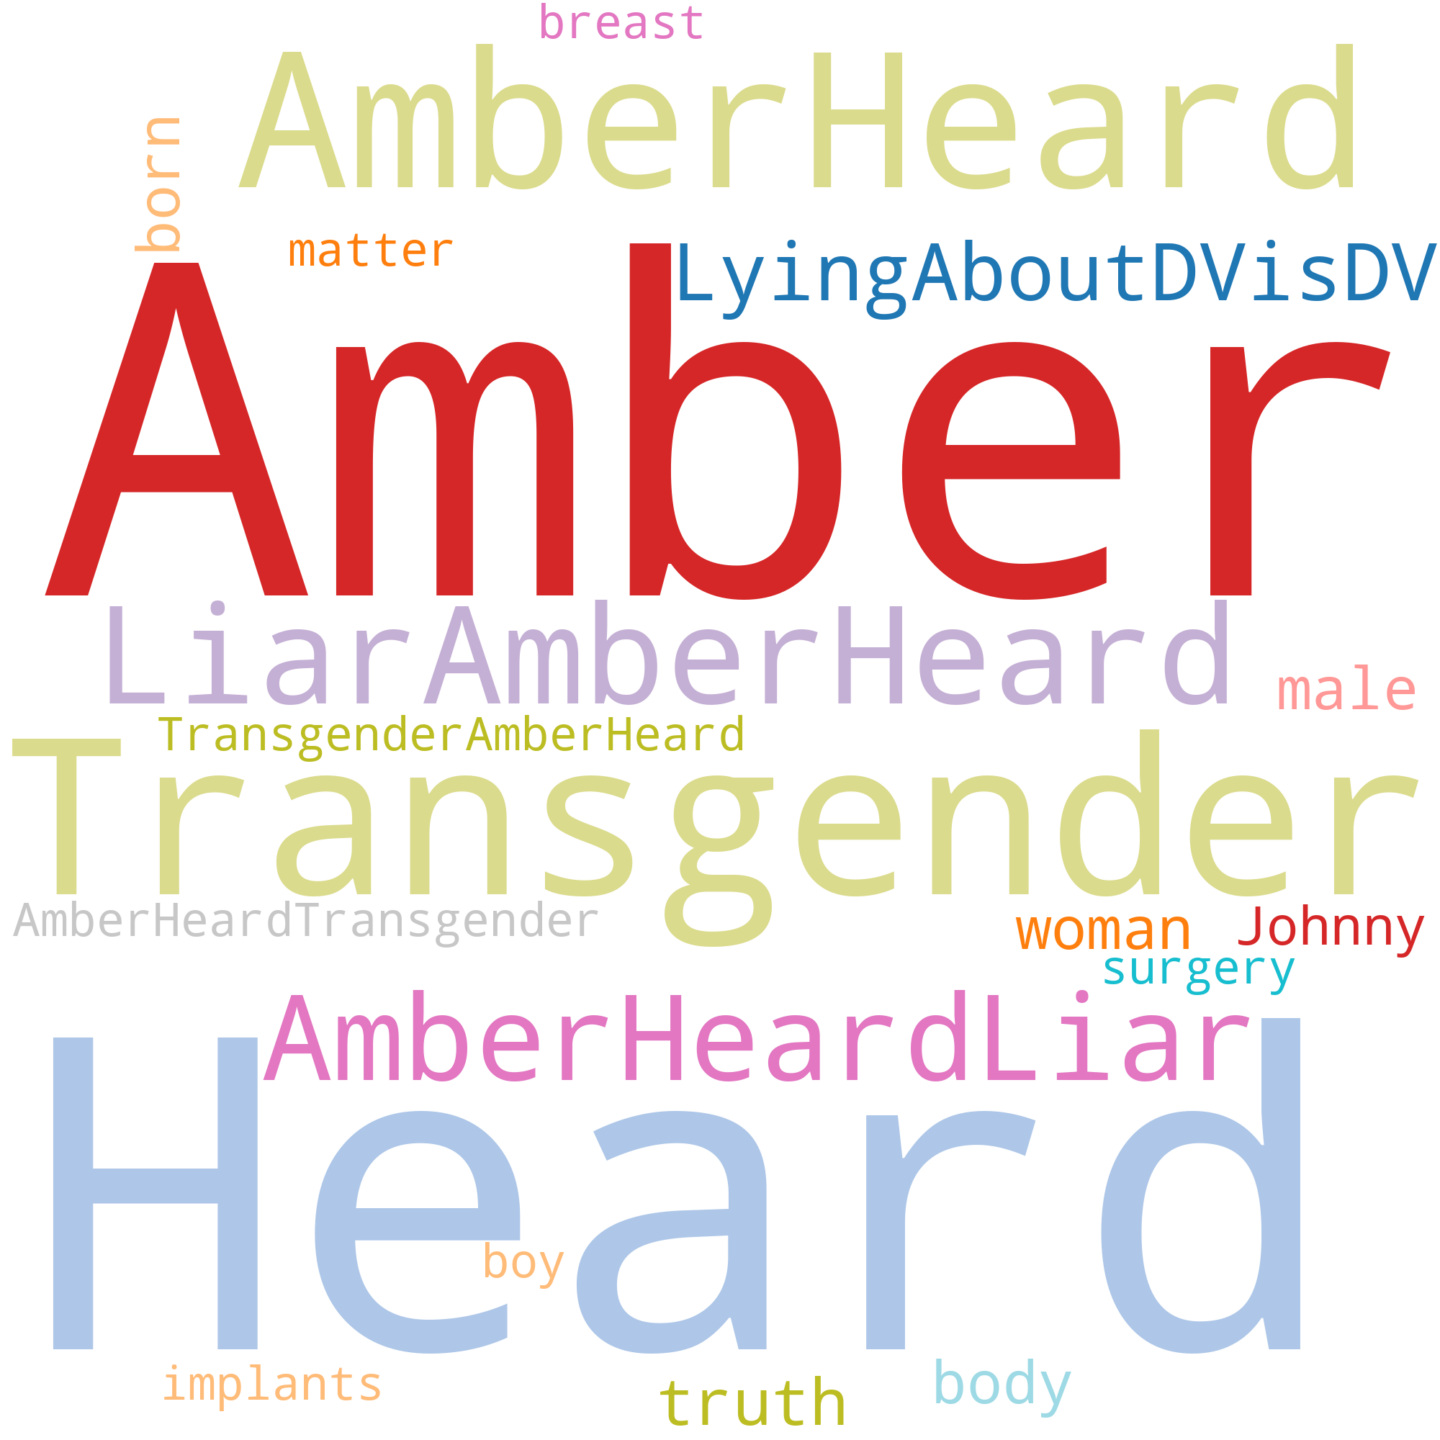 breast
AmberHeard
born
matter
LyingAboutDVisDV
Amber
LiarAmberHeard
male
TransgenderAmberHeard
Transgender
AmberHeardTransgender
woman
Johnny
surgery
AmberHeardLiar
Heard
boy
implants
truth
body